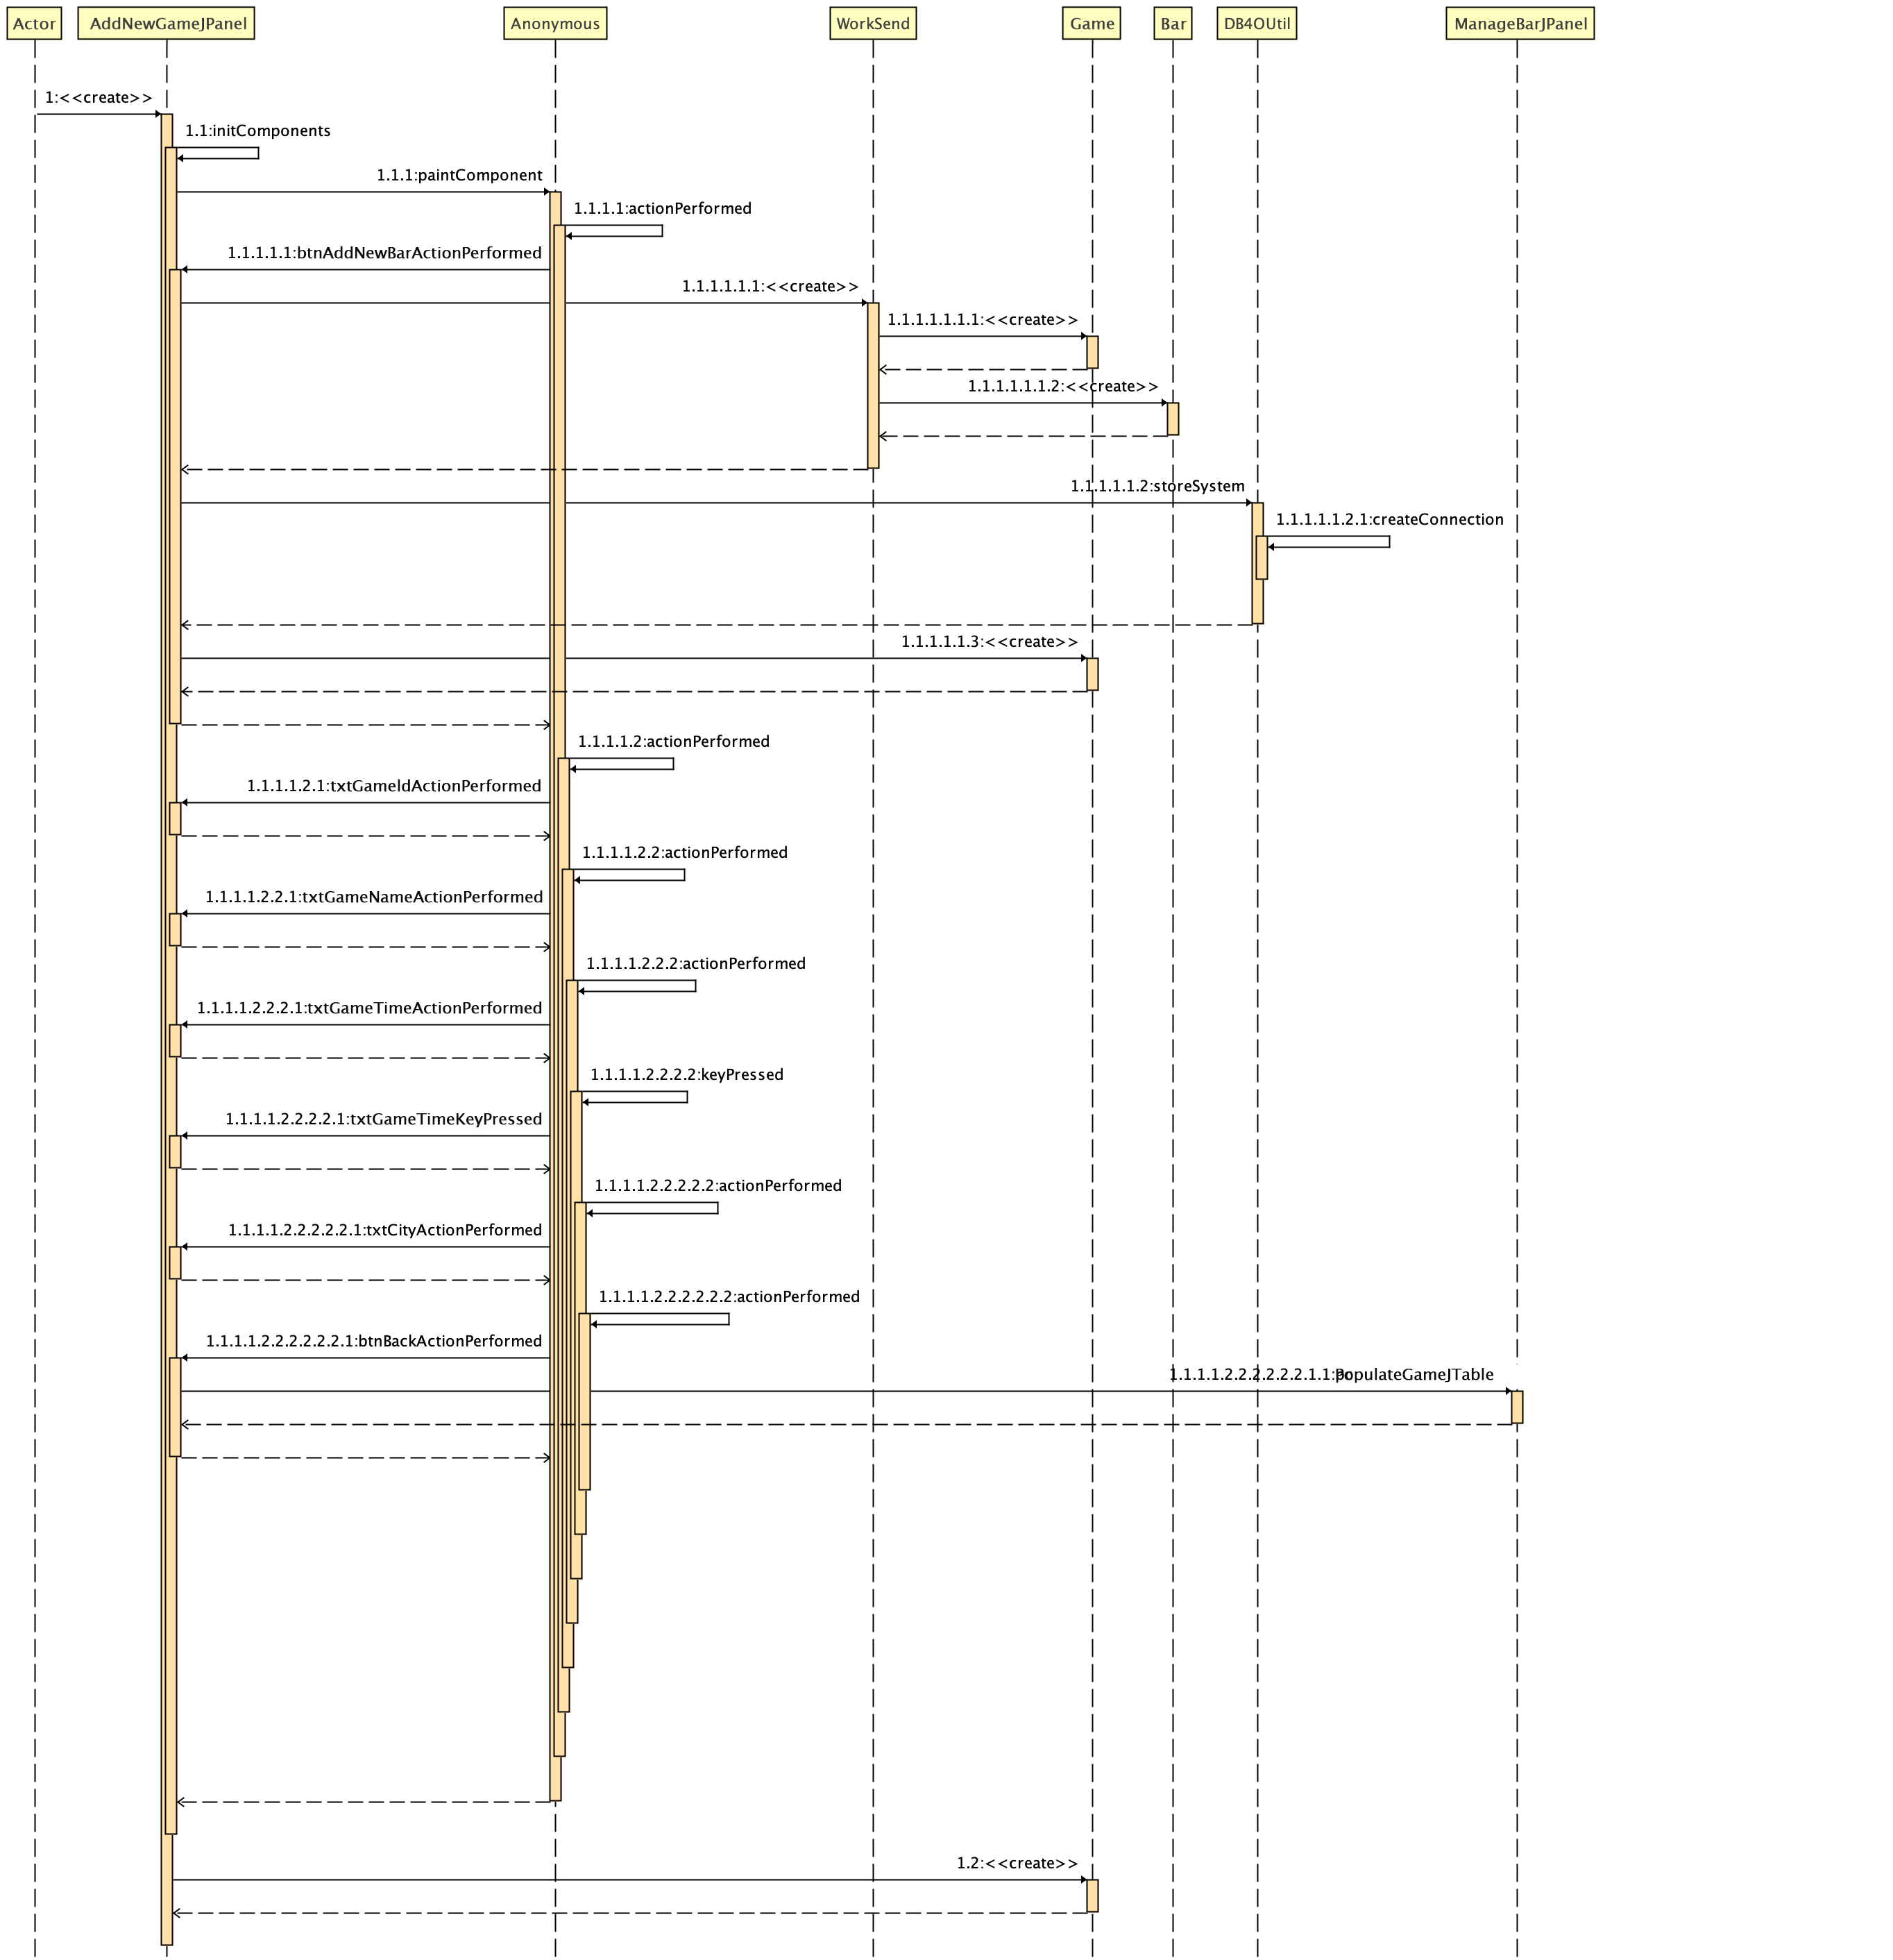 Actor AddNewGameJPanel Anonymous WorkSend Game Bar DB4OUtil ManageBarJPanel
1:<<create>>
1.1:initComponents
1.1.1:paintComponent
1.1.1.1:actionPerformed
1.1.1.1.1:btnAddNewBarActionPerformed
1.1.1.1.1.1:<<create>>
1.1.1.1.1.1.1:<<create>>
1.1.1.1.1.1.2:<<create>>
1.1.1.1.1.2:storeSystem
1.1.1.1.1.2.1:createConnection
1.1.1.1.1.3:<<create>>
1.1.1.1.2:actionPerformed
1.1.1.1.2.1:txtGameIdActionPerformed
1.1.1.1.2.2:actionPerformed
1.1.1.1.2.2.1:txtGameNameActionPerformed
1.1.1.1.2.2.2:actionPerformed
1.1.1.1.2.2.2.1:txtGameTimeActionPerformed
1.1.1.1.2.2.2.2:keyPressed
1.1.1.1.2.2.2.2.1:txtGameTimeKeyPressed
1.1.1.1.2.2.2.2.2:actionPerformed
1.1.1.1.2.2.2.2.2.1:txtCityActionPerformed
1.1.1.1.2.2.2.2.2.2:actionPerformed
1.1.1.1.2.2.2.2.2.2.1:btnBackActionPerformed
1.1.1.1.2.2.2.2.2.2.1.1:populateGameJTable
1.2:<<create>>